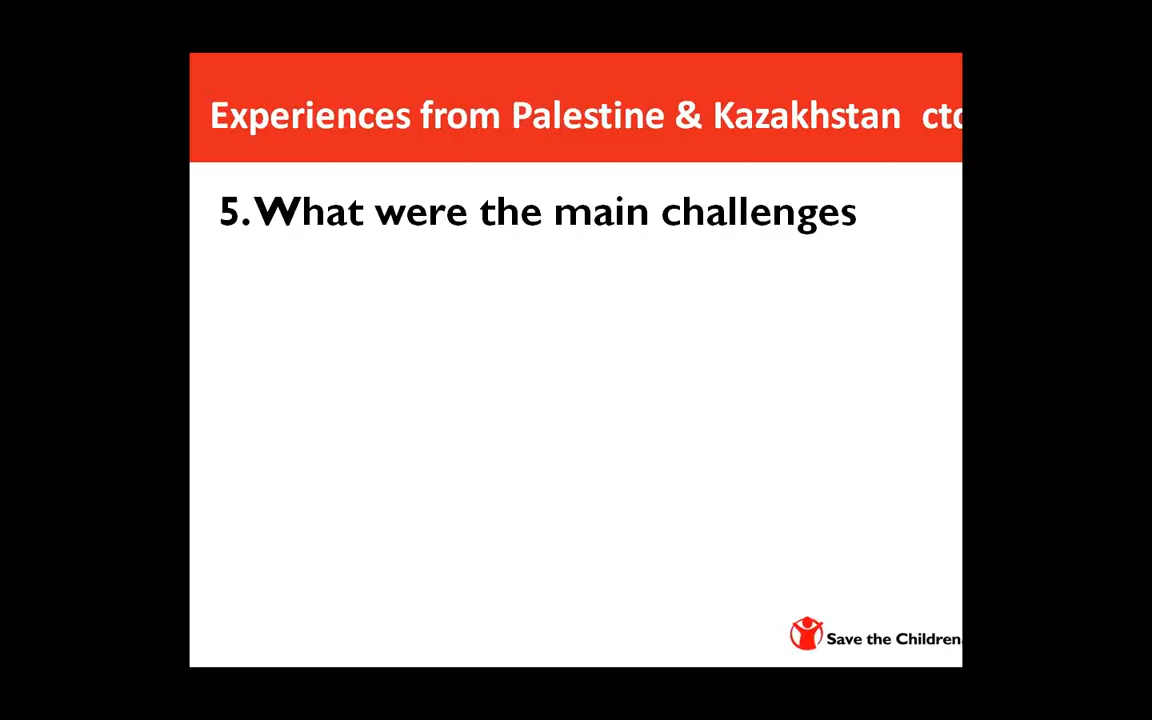 Experiences from Palestine & Kazakhstan
5. What were the main challenges
Save the Children